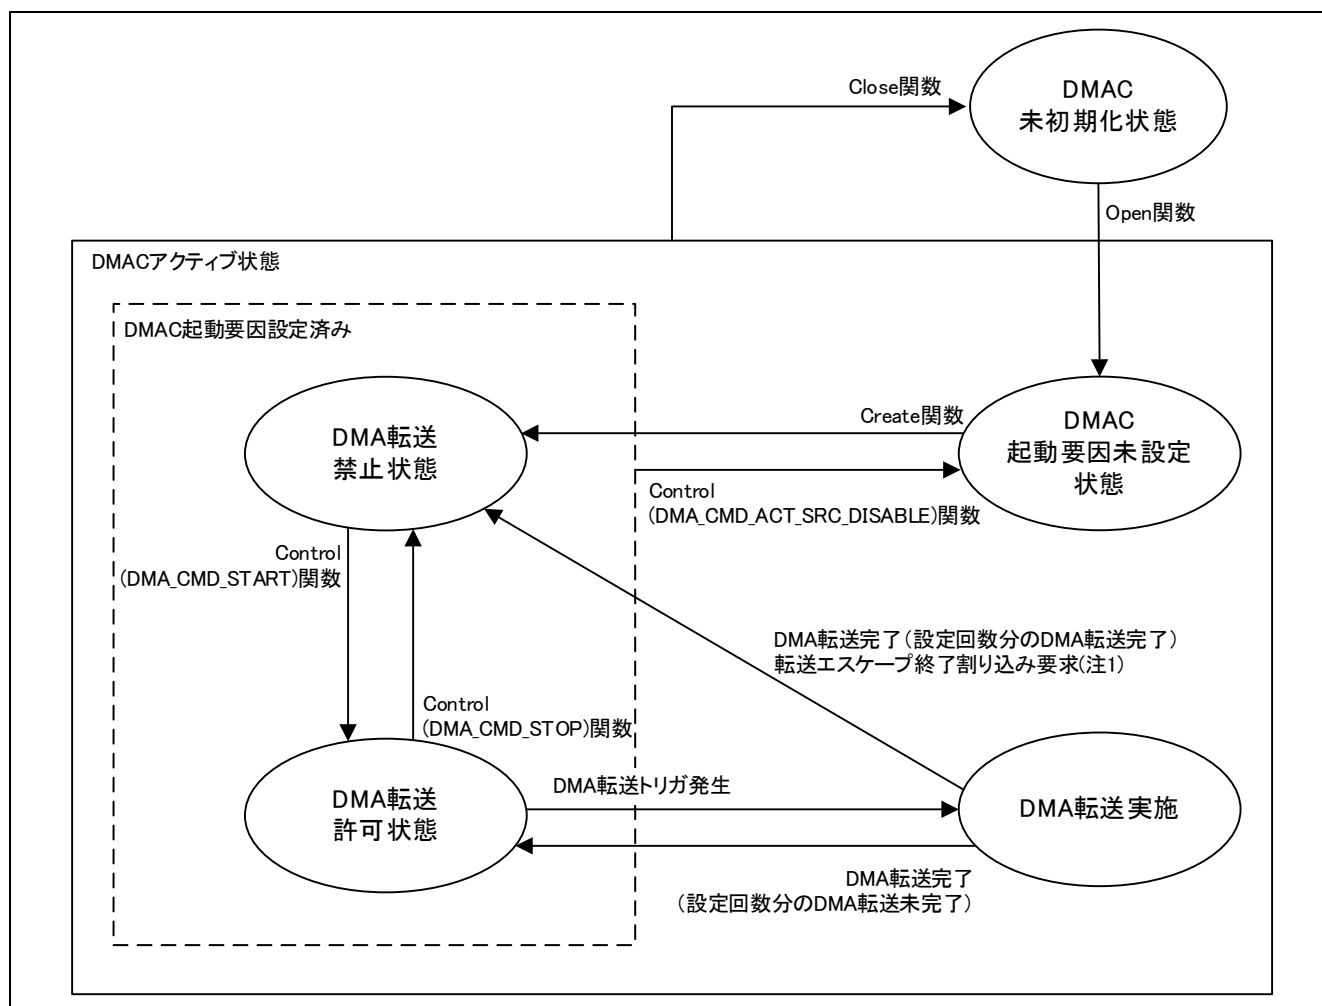 Close関数
DMAC
未初期化状態
Open関数
DMACアクティブ状態
DMAC起動要因設定済み
DMA転送
禁止状態
Create関数
DMAC
起動要因未設定
状態
Control
(DMA_CMD_ACT_SRC_DISABLE)関数
Control
(DMA_CMD_START)関数
DMA転送完了(設定回数分のDMA転送完了)
転送エスケープ終了割り込み要求(注1)
Control
(DMA_CMD_STOP)関数
DMA転送
許可状態
DMA転送トリガ発生
DMA転送実施
DMA転送完了
(設定回数分のDMA転送未完了)